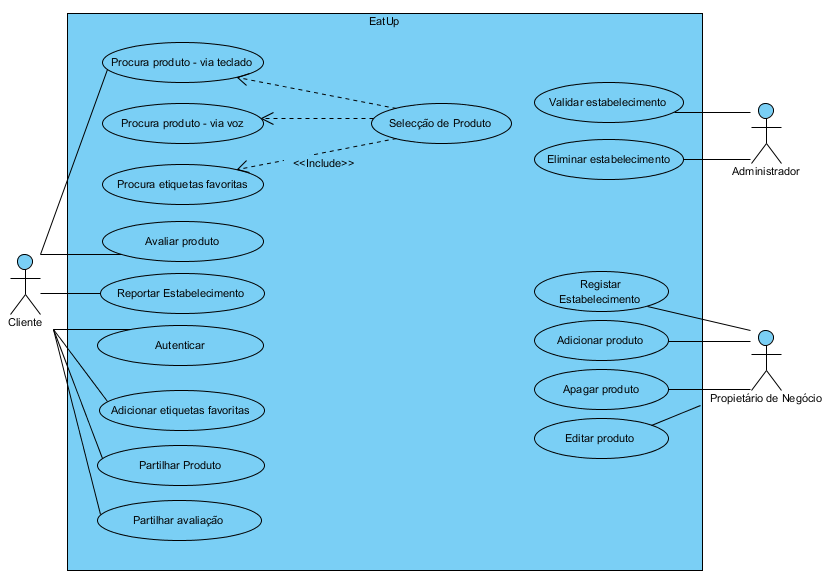 EatUp
Procura produto - via teclado
Procura produto - via voz
Selecção de Produto
<<Include>>
Procura etiquetas favoritas
Avaliar produto
Reportar Estabelecimento
Autenticar
Adicionar etiquetas favoritas
Partilhar Produto
Partilhar avaliação
Cliente
Validar estabelecimento
Eliminar estabelecimento
Administrador
Registar
Estabelecimento
Adicionar produto
Apagar produto
Editar produto
Propietário de Negócio